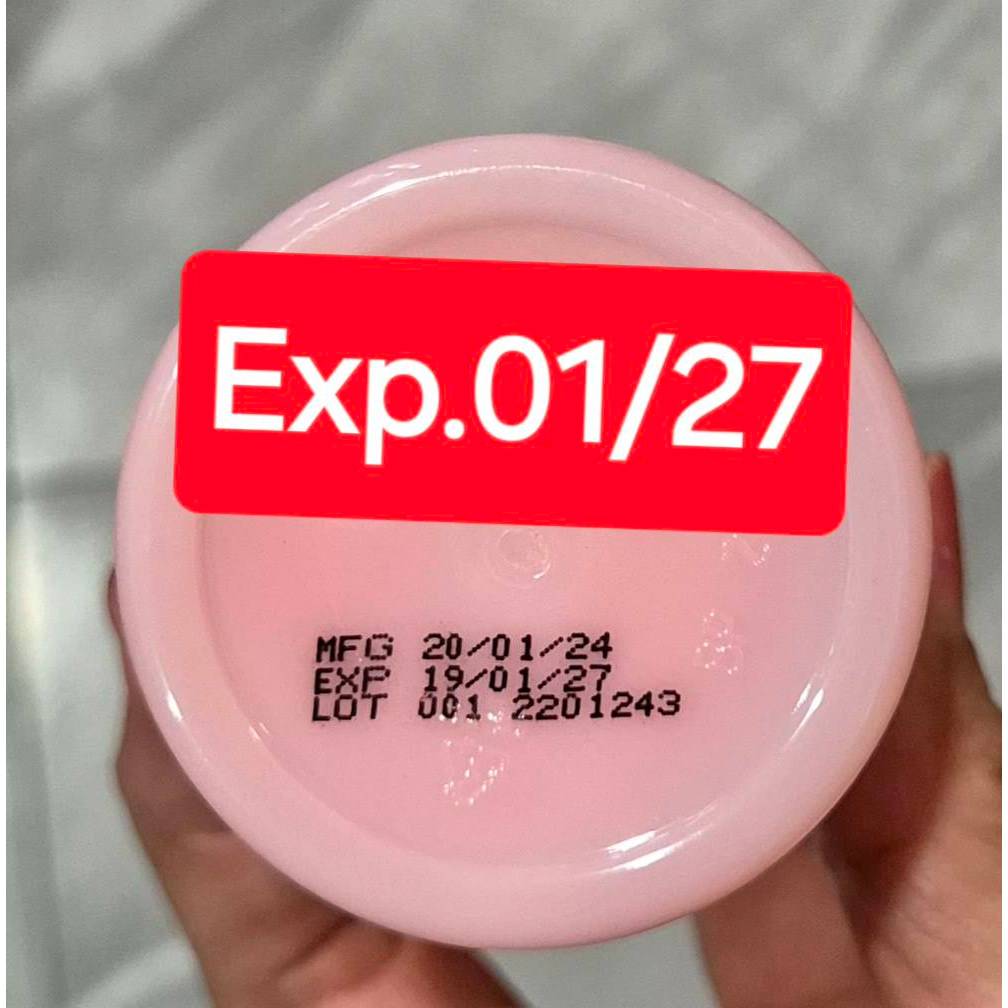 Exp.01/27
MFG 20/01/24
EXP 19/01/27
LOT 001 2201243